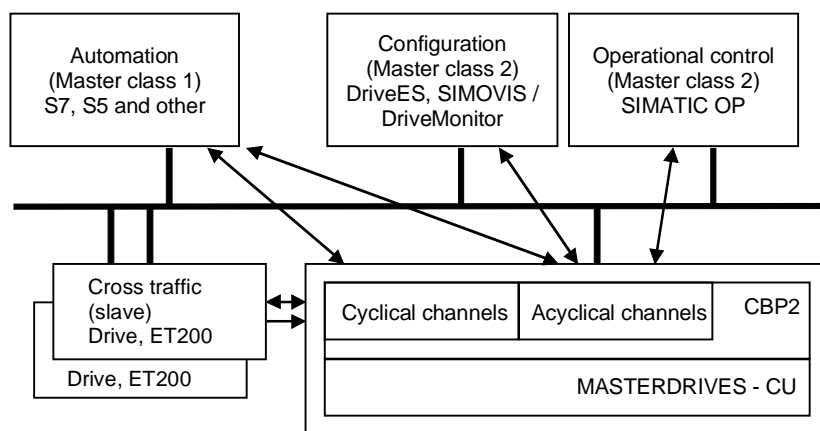 Automation
(Master class 1)
S7, S5 and other
Configuration
(Master class 2)
DriveES, SIMOVIS /
DriveMonitor
Operational control
(Master class 2)
SIMATIC OP
Cross traffic
(slave)
Drive, ET200
Drive, ET200
Cyclical channels
Acyclical channels
CBP2
MASTERDRIVES - CU